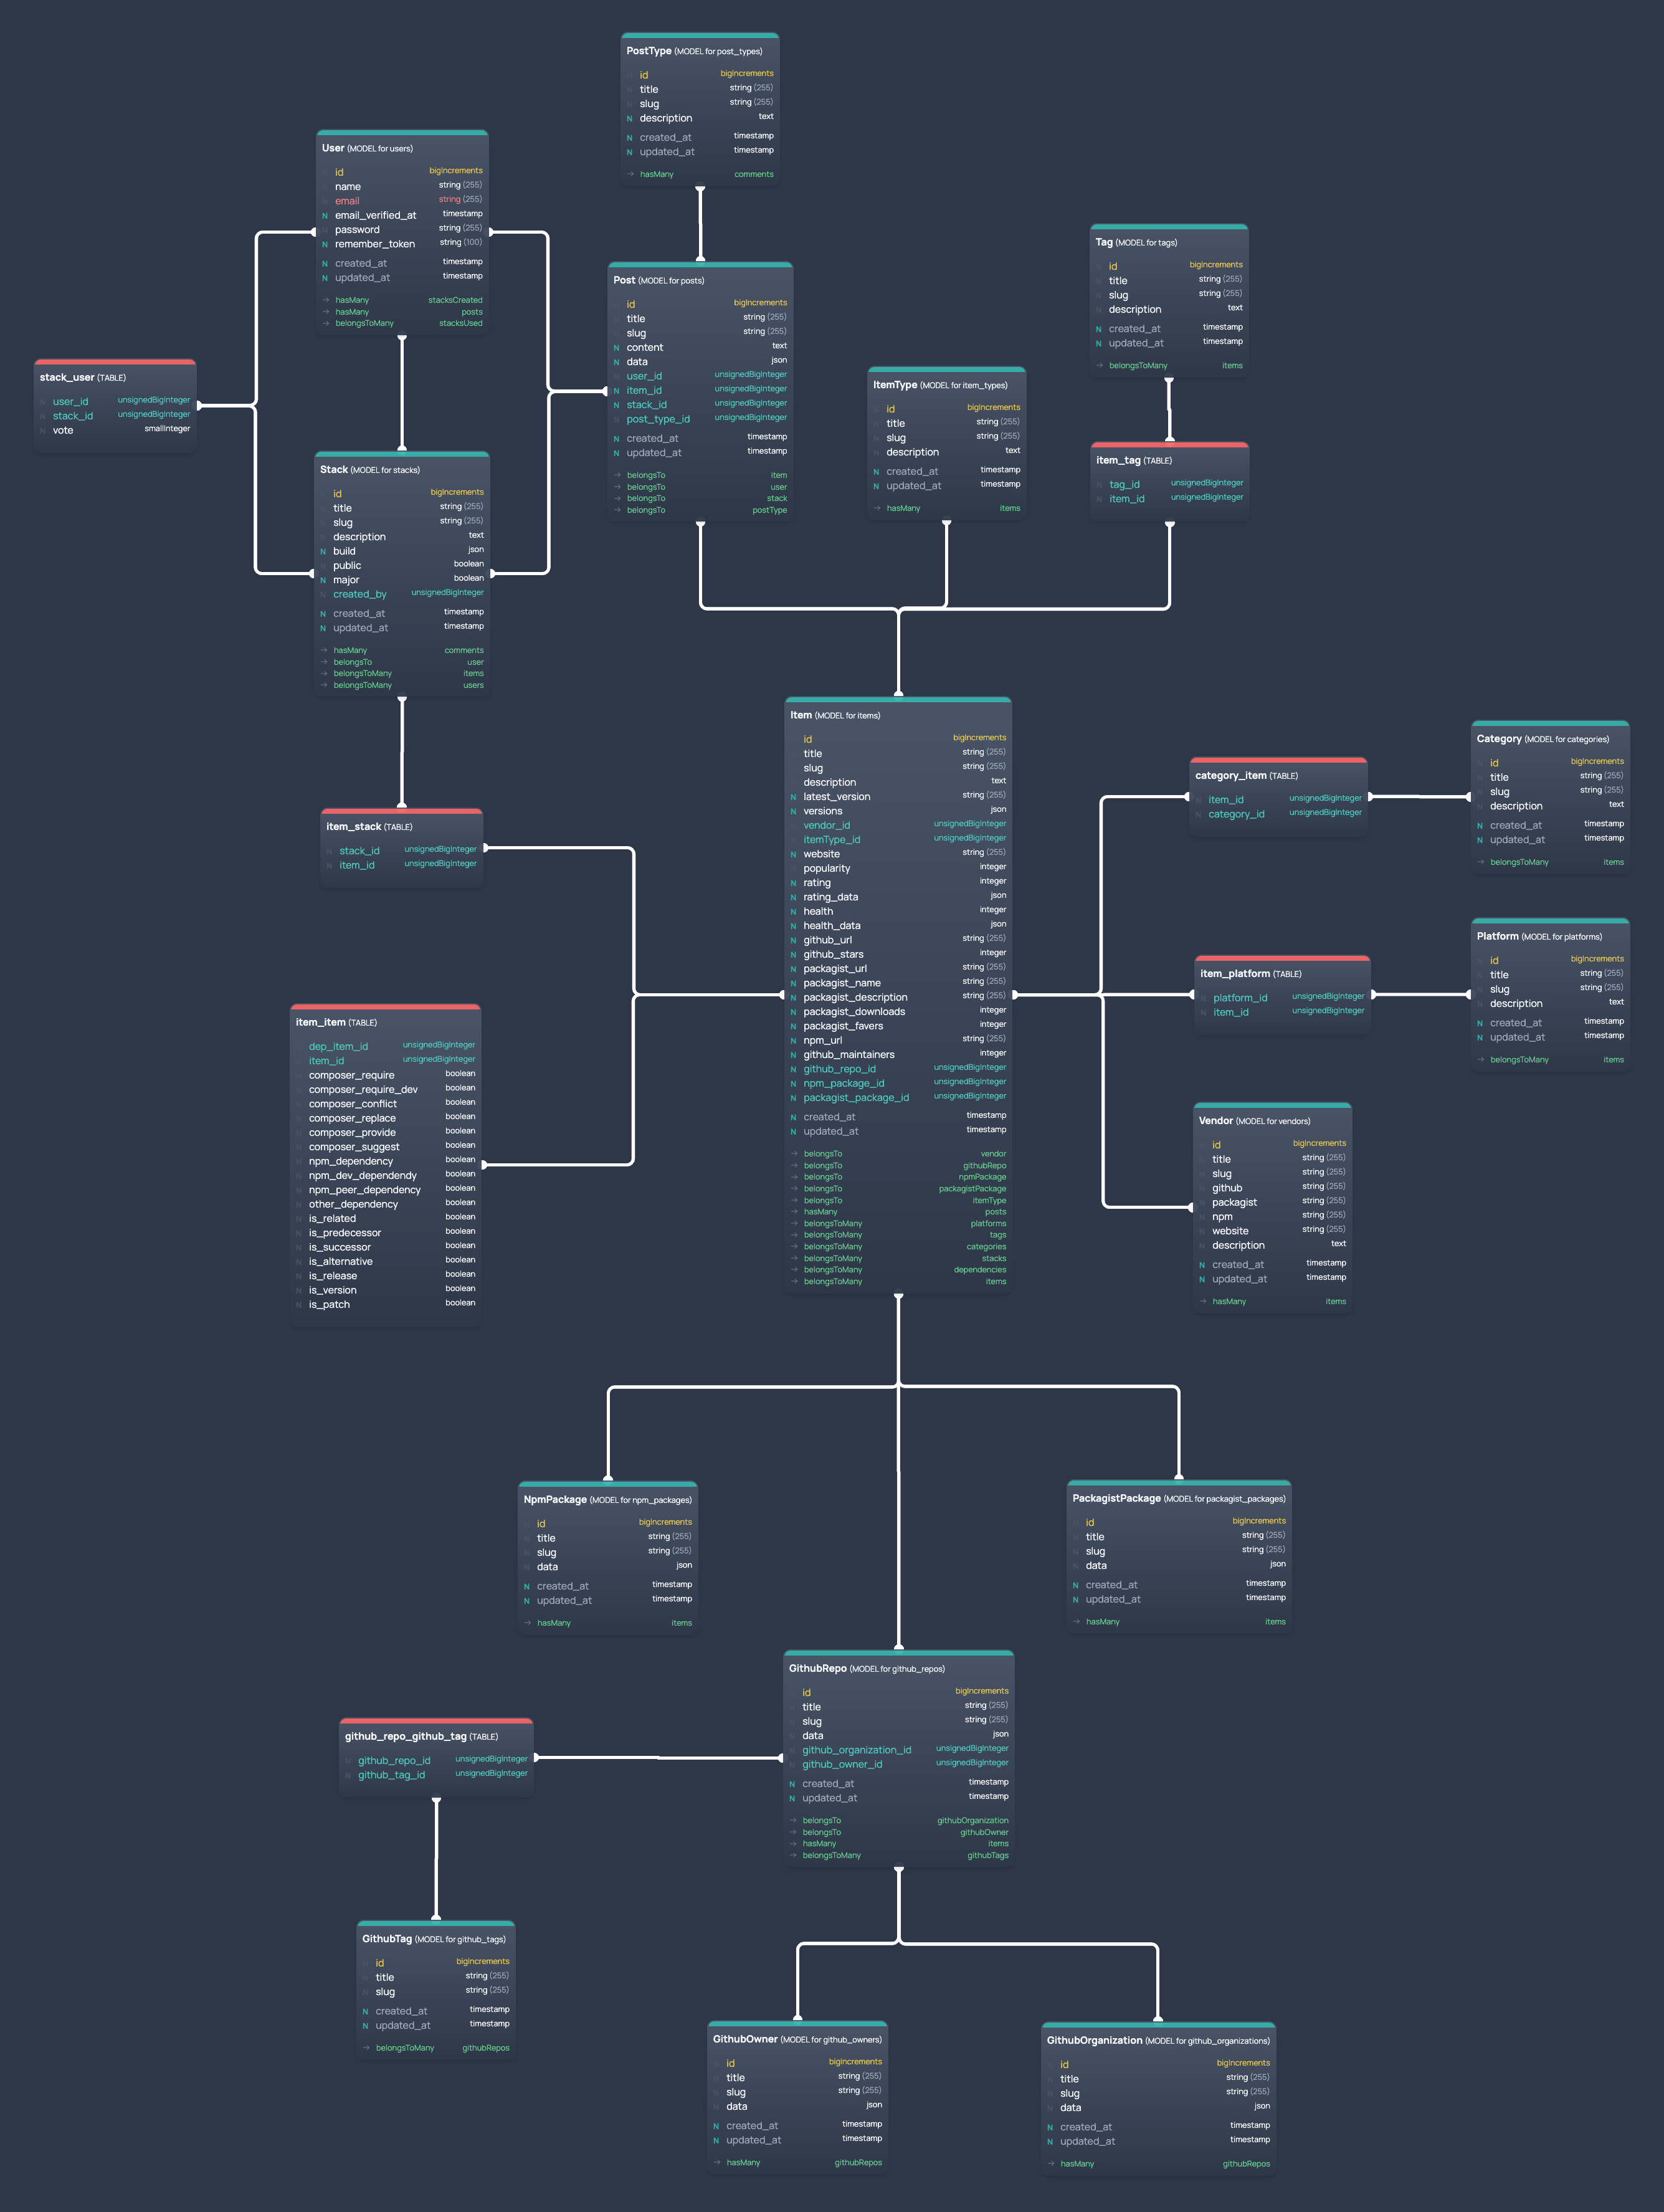 PostType (MODEL for post_types)
id bigIncrements
title string (255)
slug string (255)
N description text
N created_at timestamp
N updated_at timestamp
→ hasMany comments
User (MODEL for users)
id bigIncrements
name string (255)
email string (255)
N email_verified_at timestamp
password string (255)
N remember_token string (100)
N created_at timestamp
N updated_at timestamp
→ hasMany stacksCreated
→ hasMany posts
→ belongsToMany stacksUsed
Tag (MODEL for tags)
N id bigIncrements
N title string (255)
N slug string (255)
N description text
N created_at timestamp
N updated_at timestamp
→ belongsToMany items
Post (MODEL for posts)
id bigIncrements
title string (255)
slug string (255)
N content text
N data json
N user_id unsignedBigInteger
N item_id unsignedBigInteger
N stack_id unsignedBigInteger
N post_type_id unsignedBigInteger
N created_at timestamp
N updated_at timestamp
→ belongsTo item
→ belongsTo user
→ belongsTo stack
→ belongsTo postType
stack_user (TABLE)
N user_id unsignedBigInteger
N stack_id unsignedBigInteger
N vote smallInteger
ItemType (MODEL for item_types)
N id bigIncrements
N title string (255)
N slug string (255)
N description text
N created_at timestamp
N updated_at timestamp
→ hasMany items
item_tag (TABLE)
N tag_id unsignedBigInteger
N item_id unsignedBigInteger
Stack (MODEL for stacks)
id bigIncrements
title string (255)
slug string (255)
description text
N build json
public boolean
N major boolean
created_by unsignedBigInteger
N created_at timestamp
N updated_at timestamp
→ hasMany comments
→ belongsTo user
→ belongsToMany items
→ belongsToMany users
Item (MODEL for items)
id bigIncrements
title string (255)
slug string (255)
description text
N latest_version string (255)
N versions json
vendor_id unsignedBigInteger
itemType_id unsignedBigInteger
N website string (255)
popularity integer
N rating integer
N rating_data json
N health integer
N health_data json
N github_url string (255)
N github_stars integer
N packagist_url string (255)
N packagist_name string (255)
N packagist_description string (255)
N packagist_downloads integer
N packagist_favers integer
N npm_url string (255)
N github_maintainers integer
N github_repo_id unsignedBigInteger
N npm_package_id unsignedBigInteger
N packagist_package_id unsignedBigInteger
N created_at timestamp
N updated_at timestamp
→ belongsTo vendor
→ belongsTo githubRepo
→ belongsTo npmPackage
→ belongsTo packagistPackage
→ belongsTo itemType
→ hasMany posts
→ belongsToMany platforms
→ belongsToMany tags
→ belongsToMany categories
→ belongsToMany stacks
→ belongsToMany dependencies
→ belongsToMany items
category_item (TABLE)
N item_id unsignedBigInteger
N category_id unsignedBigInteger
Category (MODEL for categories)
N id bigIncrements
N title string (255)
N slug string (255)
N description text
N created_at timestamp
N updated_at timestamp
→ belongsToMany items
item_stack (TABLE)
N stack_id unsignedBigInteger
N item_id unsignedBigInteger
Platform (MODEL for platforms)
N id bigIncrements
N title string (255)
N slug string (255)
N description text
N created_at timestamp
N updated_at timestamp
→ belongsToMany items
item_platform (TABLE)
N platform_id unsignedBigInteger
N item_id unsignedBigInteger
item_item (TABLE)
dep_item_id unsignedBigInteger
item_id unsignedBigInteger
composer_require boolean
composer_require_dev boolean
N composer_conflict boolean
N composer_replace boolean
N composer_provide boolean
N composer_suggest boolean
N npm_dependency boolean
N npm_dev_dependendy boolean
N npm_peer_dependency boolean
N other_dependency boolean
N is_related boolean
N is_predecessor boolean
N is_successor boolean
N is_alternative boolean
N is_release boolean
N is_version boolean
N is_patch boolean
Vendor (MODEL for vendors)
id bigIncrements
title string (255)
N slug string (255)
N github string (255)
N packagist string (255)
N npm string (255)
N website string (255)
N description text
N created_at timestamp
N updated_at timestamp
→ hasMany items
NpmPackage (MODEL for npm_packages)
N id bigIncrements
N title string (255)
N slug string (255)
N data json
N created_at timestamp
N updated_at timestamp
→ hasMany items
PackagistPackage (MODEL for packagist_packages)
N id bigIncrements
N title string (255)
N slug string (255)
N data json
N created_at timestamp
N updated_at timestamp
→ hasMany items
GithubRepo (MODEL for github_repos)
N id bigIncrements
N title string (255)
N slug string (255)
N data json
N github_organization_id unsignedBigInteger
N github_owner_id unsignedBigInteger
N created_at timestamp
N updated_at timestamp
→ belongsTo githubOrganization
→ belongsTo githubOwner
→ hasMany items
→ belongsToMany githubTags
github_repo_github_tag (TABLE)
N github_repo_id unsignedBigInteger
N github_tag_id unsignedBigInteger
GithubTag (MODEL for github_tags)
N id bigIncrements
N title string (255)
N slug string (255)
N created_at timestamp
N updated_at timestamp
→ belongsToMany githubRepos
GithubOwner (MODEL for github_owners)
N id bigIncrements
N title string (255)
N slug string (255)
N data json
N created_at timestamp
N updated_at timestamp
→ hasMany githubRepos
GithubOrganization (MODEL for github_organizations)
N id bigIncrements
N title string (255)
N slug string (255)
N data json
N created_at timestamp
N updated_at timestamp
→ hasMany githubRepos